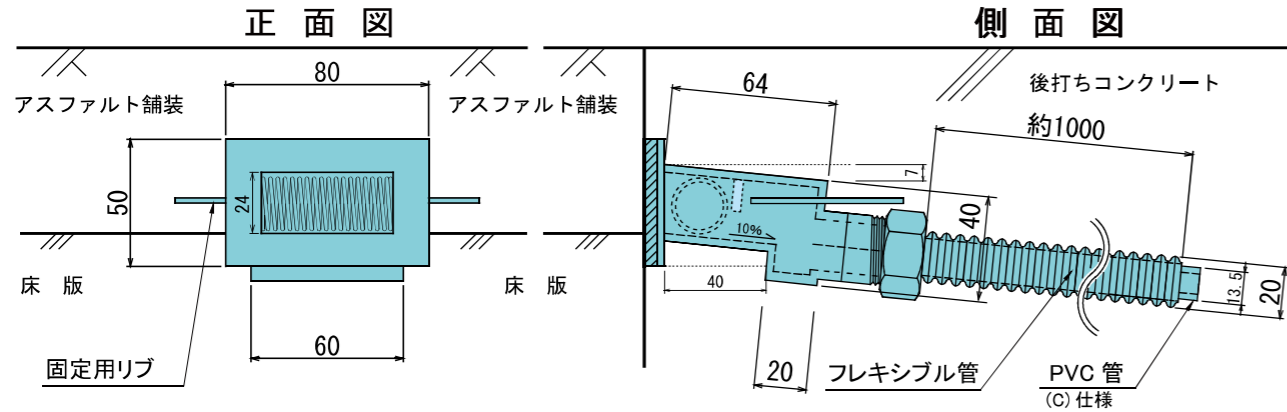 正面図
側面図
アスファルト舗装
80
アスファルト舗装
50
24
床版
床版
60
固定用リブ
後打ちコンクリート
64
約1000
7
40
10%
40
20
13.5
20
フレキシブル管
PVC 管
(C) 仕様